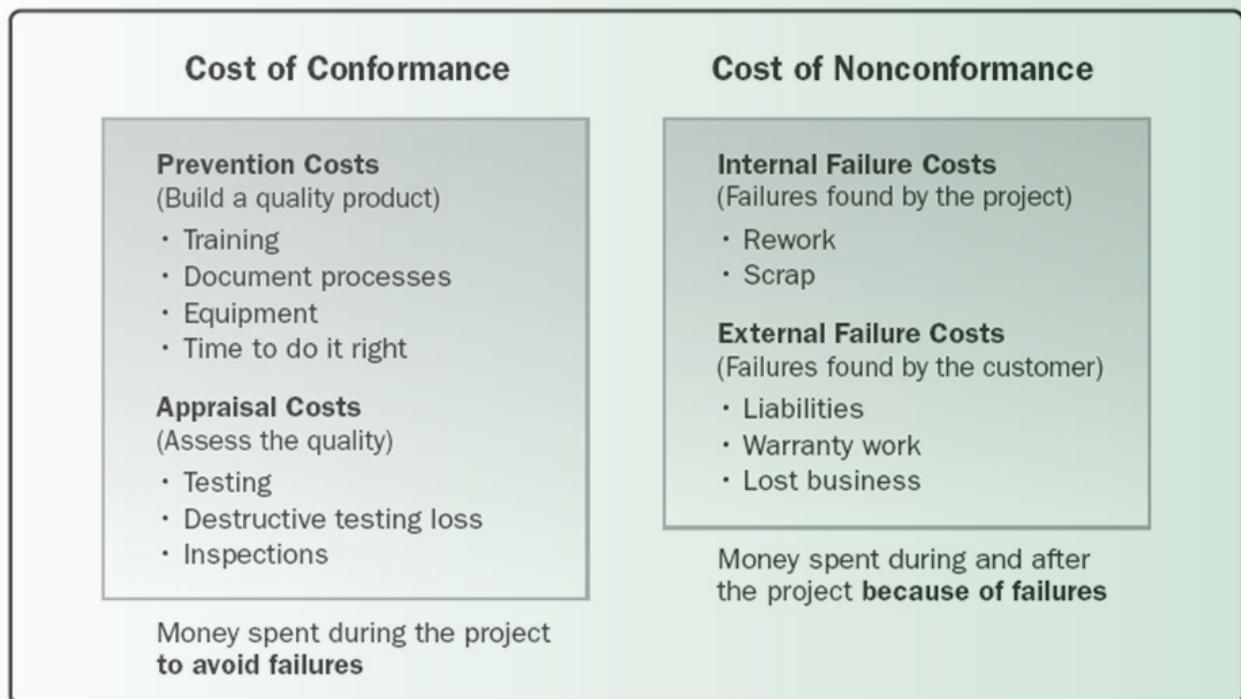 Cost of Conformance
Prevention Costs
(Build a quality product)
• Training
• Document processes
• Equipment
• Time to do it right
Appraisal Costs
(Assess the quality)
• Testing
• Destructive testing loss
• Inspections
Money spent during the project
to avoid failures
Cost of Nonconformance
Internal Failure Costs
(Failures found by the project)
• Rework
• Scrap
External Failure Costs
(Failures found by the customer)
• Liabilities
• Warranty work
• Lost business
Money spent during and after
the project because of failures